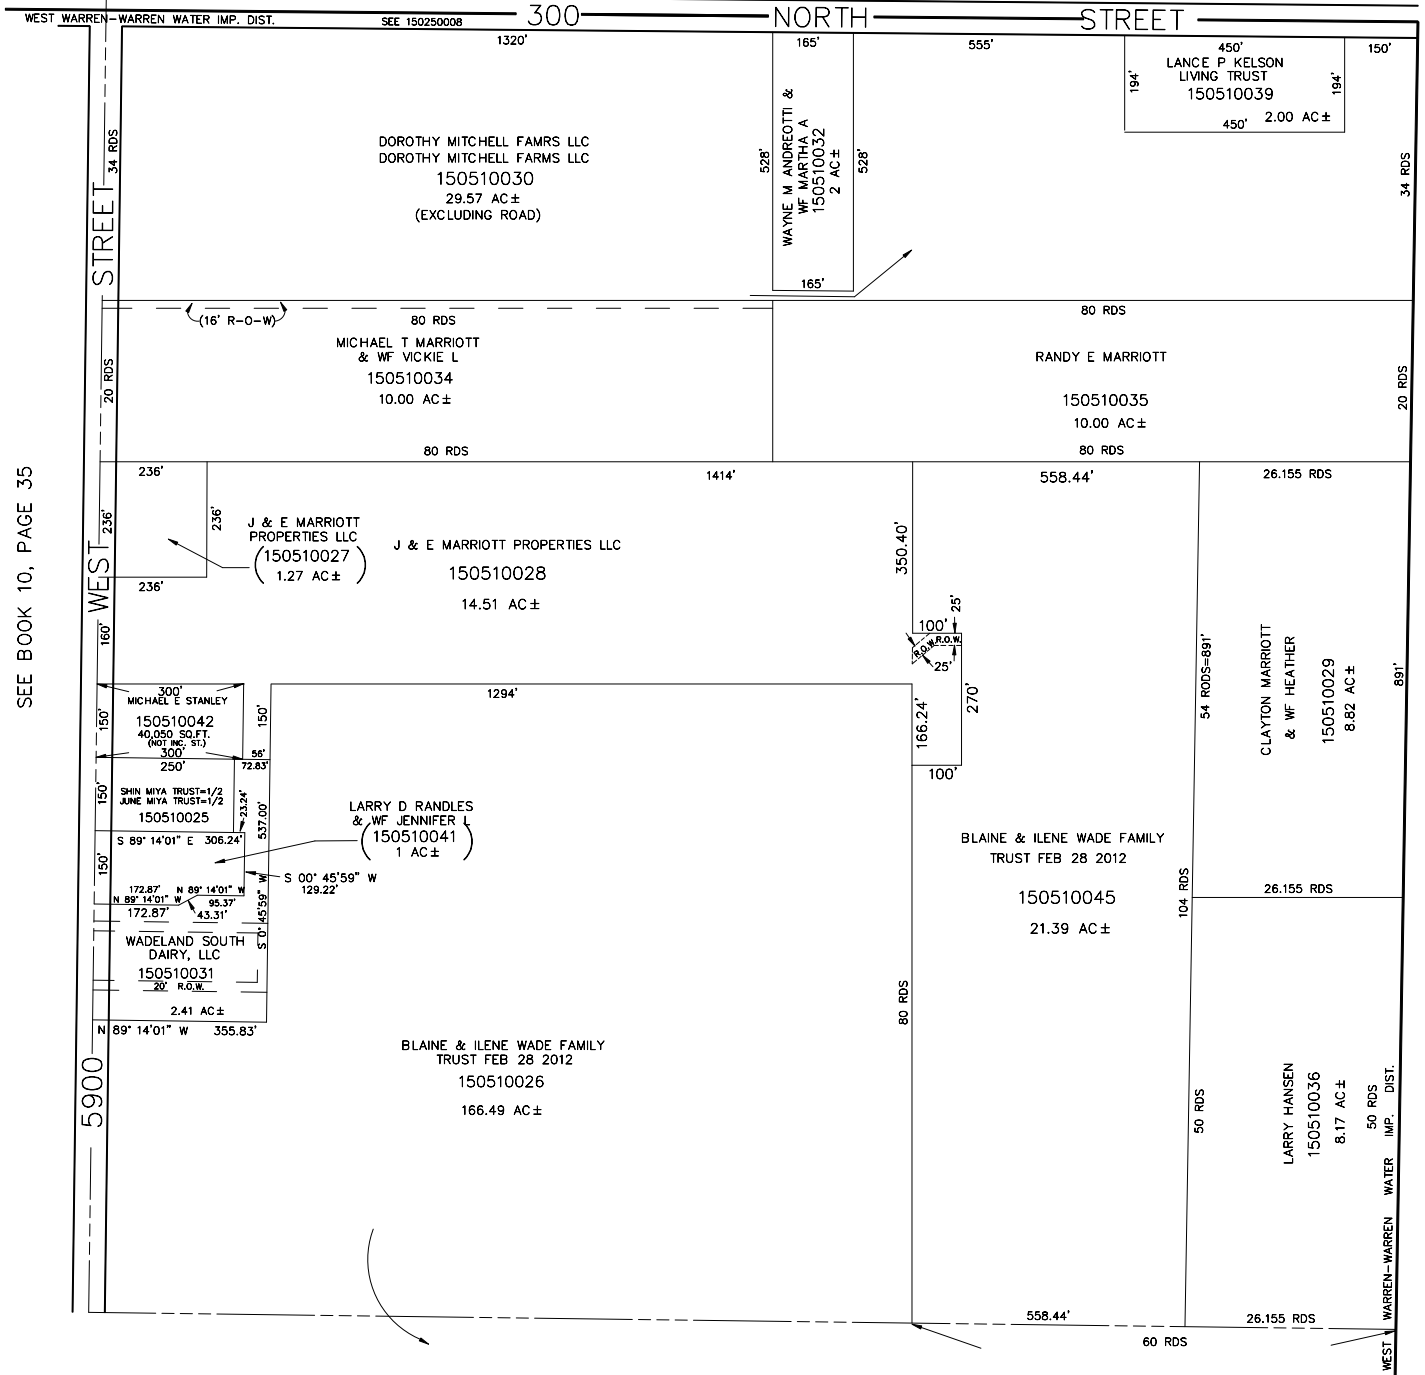 WEST WARREN-WARREN WATER IMP. DIST.
SEE 150250008
300 NORTH STREET
1320'
165'
555'
450'
150'
LANCE P KELSON
LIVING TRUST
150510039
2.00 AC±
194'
194'
450'
34 RDS
DOROTHY MITCHELL FAMRS LLC
DOROTHY MITCHELL FARMS LLC
150510030
29.57 AC±
(EXCLUDING ROAD)
528'
WAYNE M ANDREOTTI &
WF MARTHA A
150510032
2 AC±
528'
165'
34 RDS
(16' R-O-W)
80 RDS
MICHAEL T MARRIOTT
& WF VICKIE L
150510034
10.00 AC±
20 RDS
80 RDS
80 RDS
RANDY E MARRIOTT
150510035
10.00 AC±
20 RDS
80 RDS
SEE BOOK 10, PAGE 35
5900 WEST STREET
236'
236'
236'
236'
J & E MARRIOTT
PROPERTIES LLC
(150510027)
1.27 AC±
1414'
J & E MARRIOTT PROPERTIES LLC
150510028
14.51 AC±
160'
350.40'
558.44'
26.155 RDS
100'
25'
R.O.W.
R.O.W.
25'
270'
166.24'
100'
54 RODS=891'
CLAYTON MARRIOTT
& WF HEATHER
150510029
8.82 AC±
891'
300'
MICHAEL E STANLEY
150510042
40,050 SQ.FT.
(NOT INC. ST.)
300'
150'
150'
1294'
56'
72.83'
250'
SHIN MIYA TRUST=1/2
JUNE MIYA TRUST=1/2
150510025
150'
23.24'
537.00'
S 89° 14'01" E 306.24'
150'
LARRY D RANDLES
& WF JENNIFER L
(150510041)
1 AC±
S 00° 45'59" W
129.22'
172.87' N 89° 14'01" W
N 89° 14'01" W 95.37'
172.87' 43.31'
S 0° 45'59" W
WADELAND SOUTH
DAIRY, LLC
150510031
20' R.O.W.
2.41 AC±
N 89° 14'01" W 355.83'
BLAINE & ILENE WADE FAMILY
TRUST FEB 28 2012
150510026
166.49 AC±
80 RDS
BLAINE & ILENE WADE FAMILY
TRUST FEB 28 2012
150510045
21.39 AC±
104 RDS
26.155 RDS
50 RDS
LARRY HANSEN
150510036
8.17 AC±
50 RDS
WEST WARREN-WARREN WATER IMP. DIST.
558.44'
26.155 RDS
60 RDS